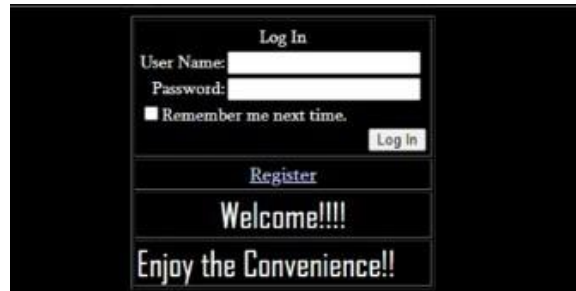 Log In
User Name:
Password:
Remember me next time.
Log In
Register
Welcome!!!!
Enjoy the Convenience!!